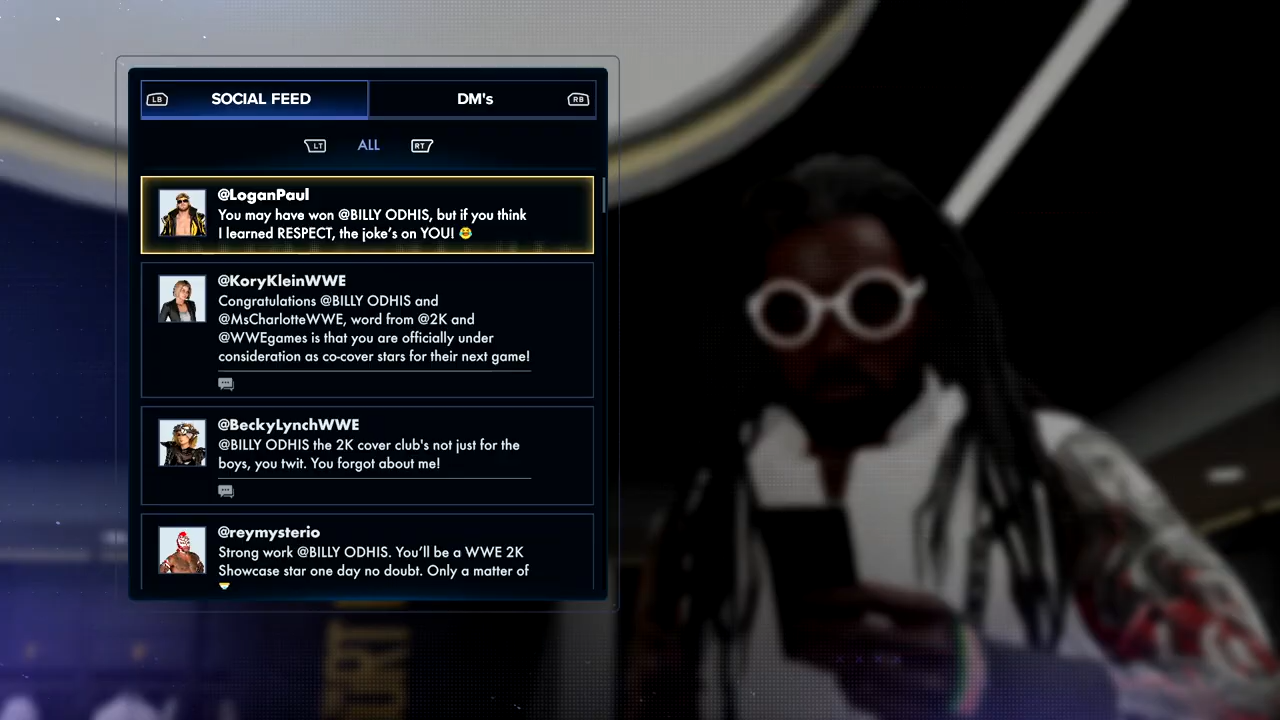 LB SOCIAL FEED DM's RB
LT ALL RT
@LoganPaul
You may have won @BILLY ODHIS, but if you think
I learned RESPECT, the joke's on YOU! 😂
@KoryKleinWWE
Congratulations @BILLY ODHIS and
@MsCharlotteWWE, word from @2K and
@WWEgames is that you are officially under
consideration as co-cover stars for their next game!
@BeckyLynchWWE
@BILLY ODHIS the 2K cover club's not just for the
boys, you twit. You forgot about me!
@reymysterio
Strong work @BILLY ODHIS. You'll be a WWE 2K
Showcase star one day no doubt. Only a matter of